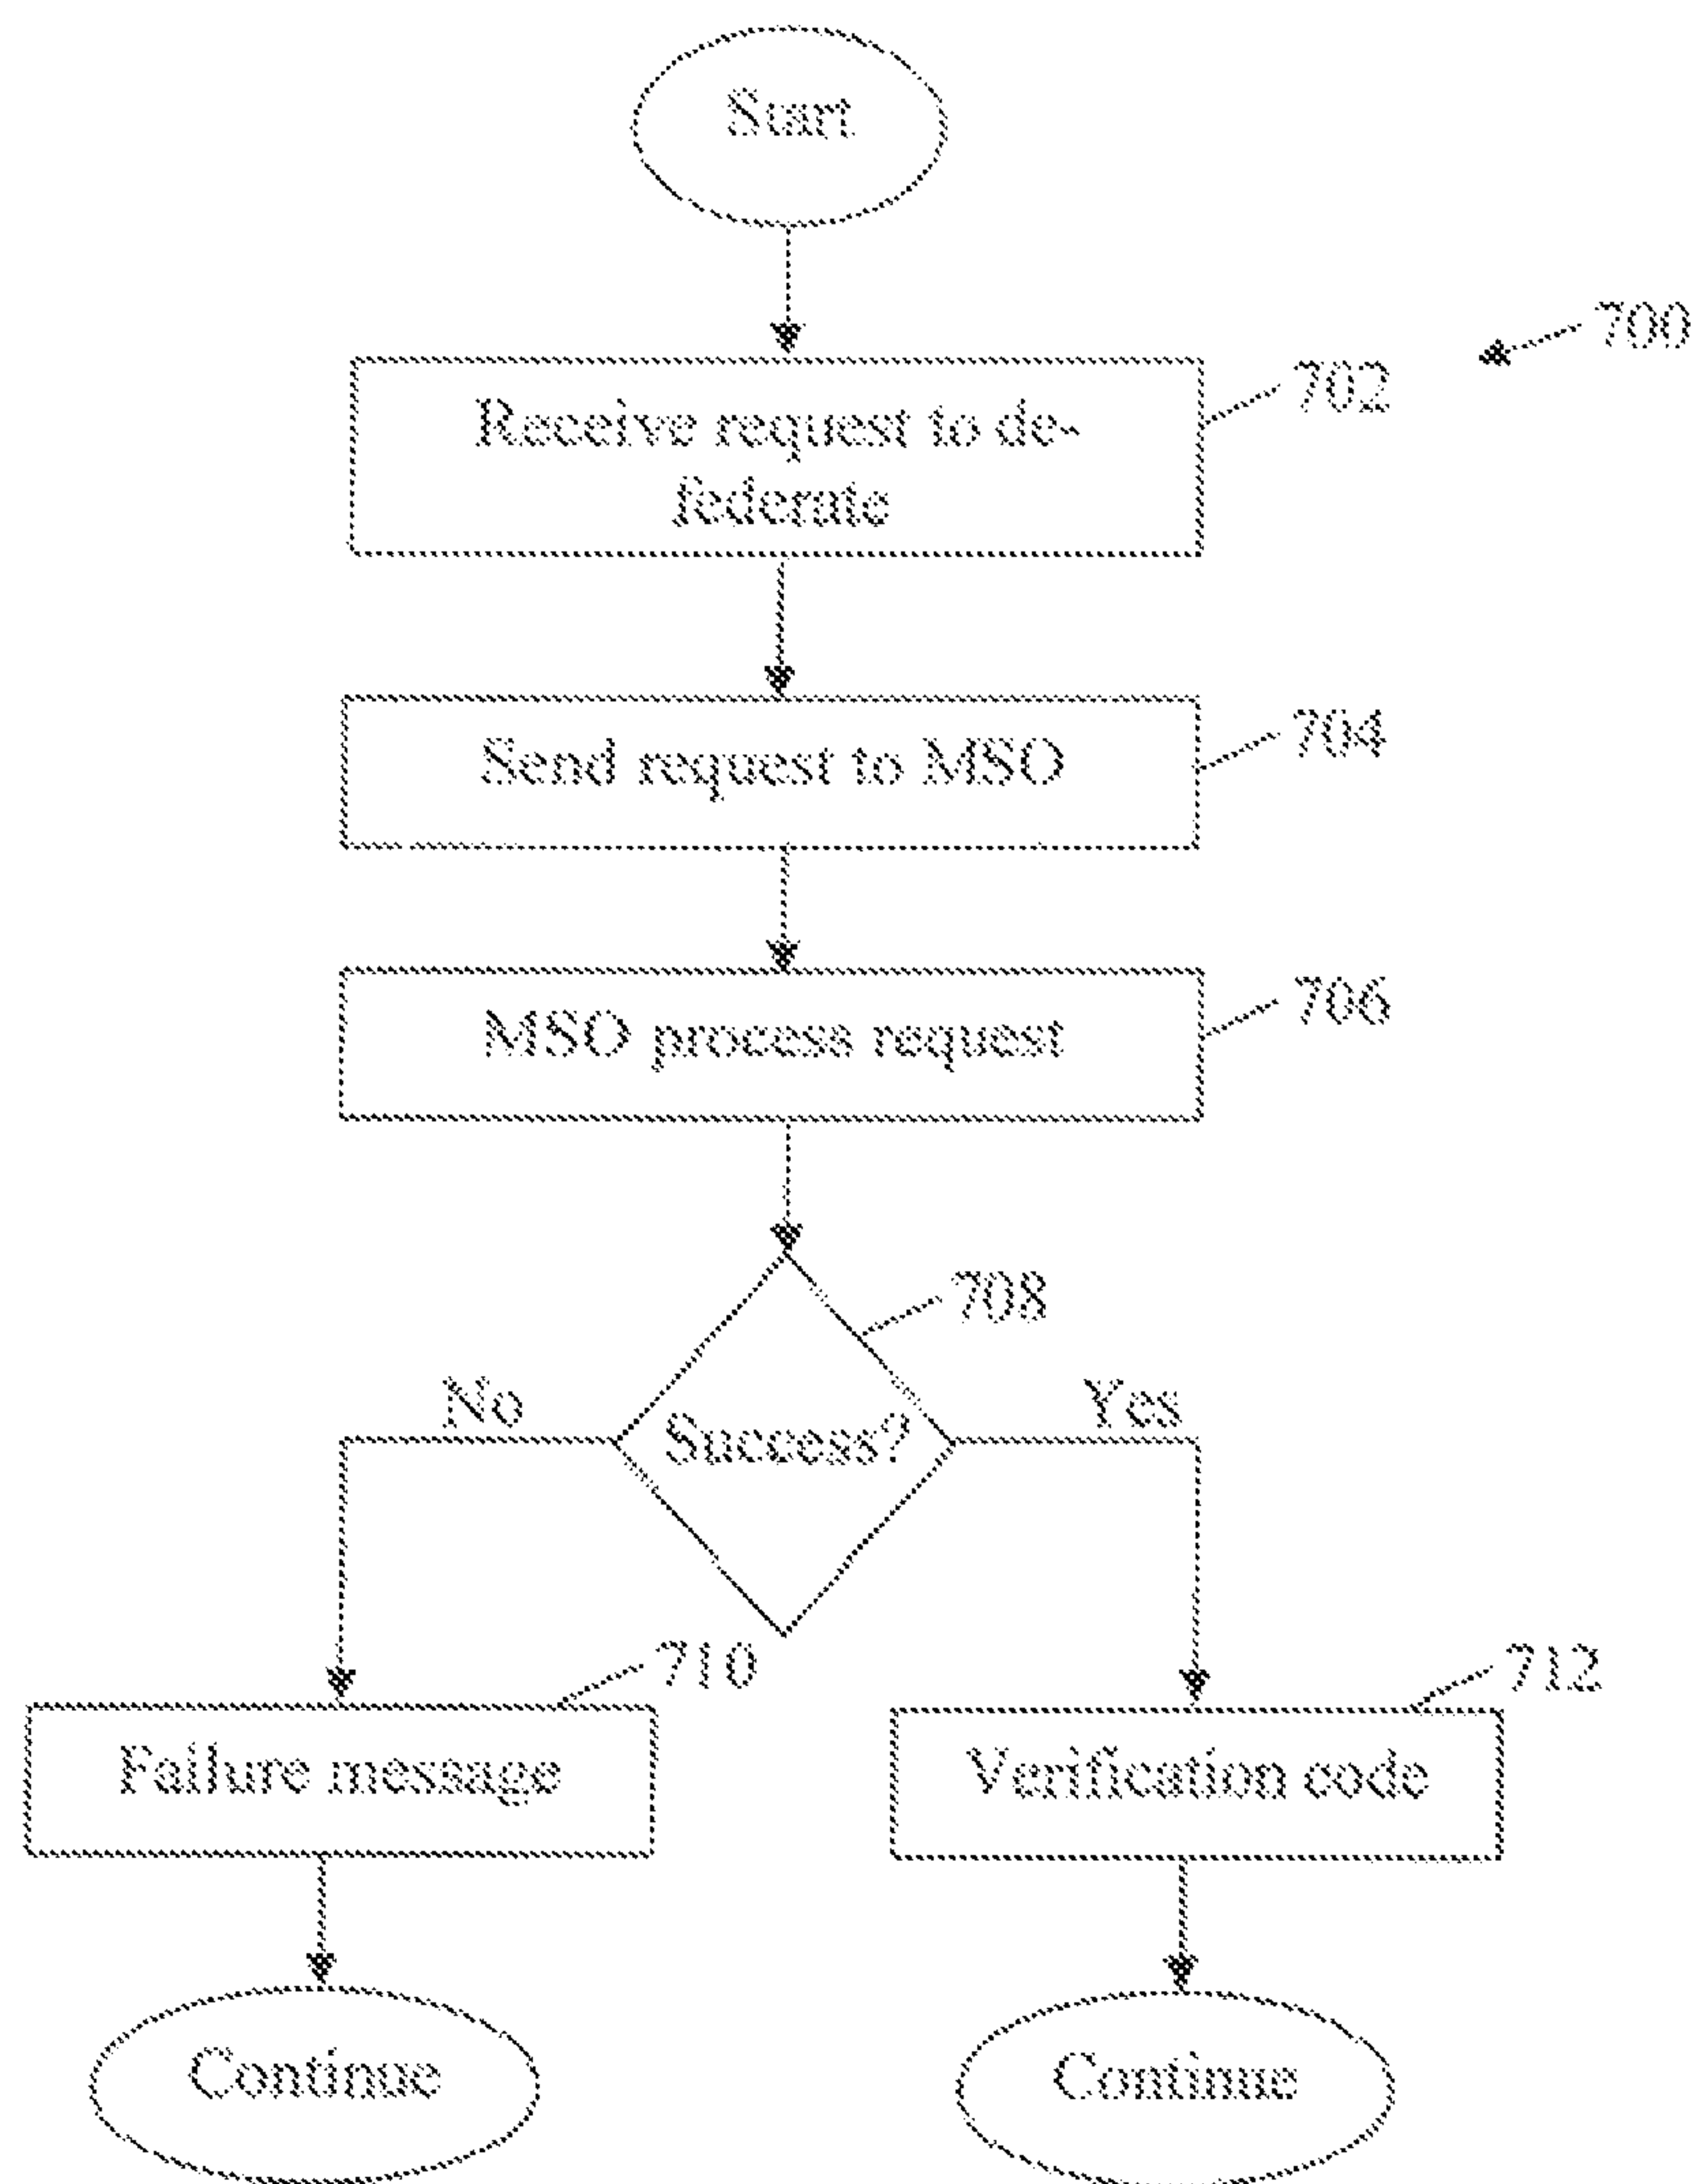 Start
700
702
Receive request to de-
federate
704
Send request to MSO
706
MSO process request
708
No
Yes
Success?
710
712
Failure message
Verification code
Continue
Continue